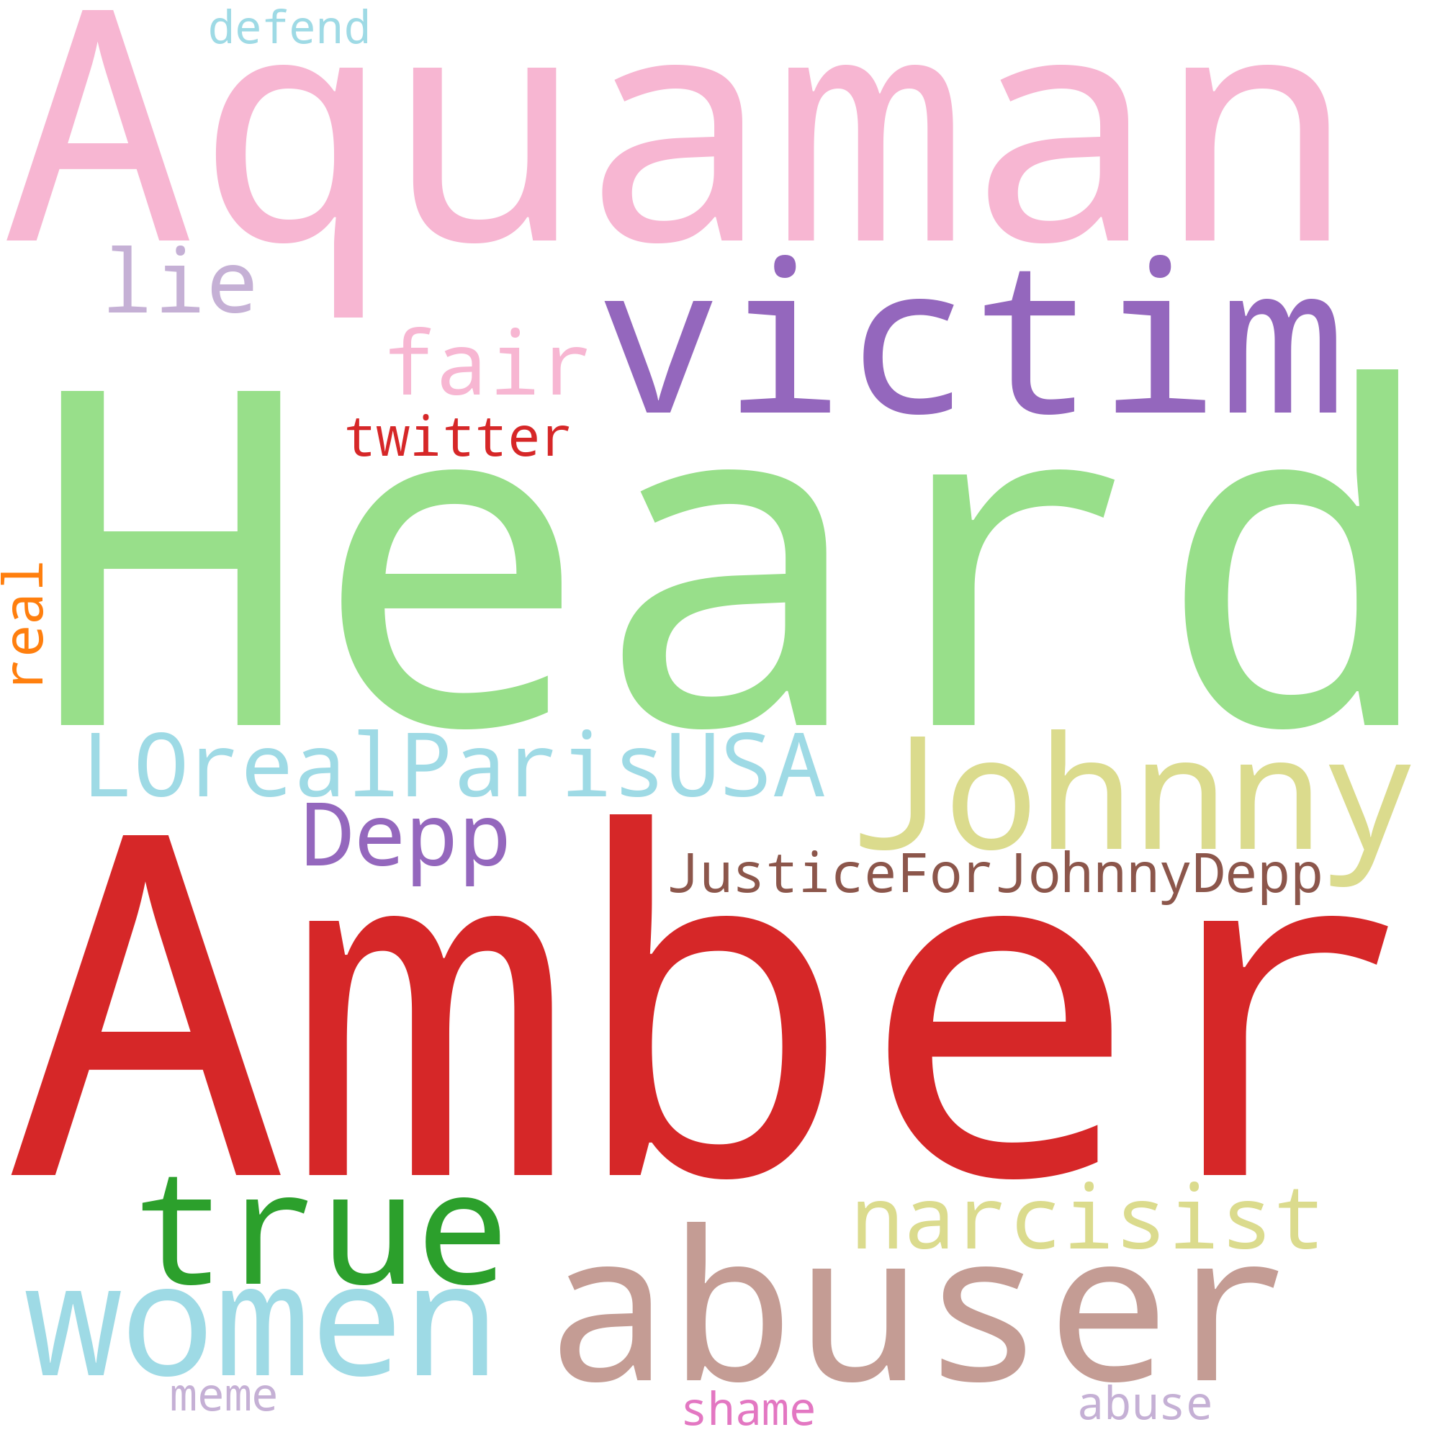 defend
Aquaman
lie
victim
fair
twitter
Heard
real
LOrealParisUSA
Johnny
Depp
JusticeForJohnnyDepp
Amber
true
narcisist
women
abuser
meme
shame
abuse